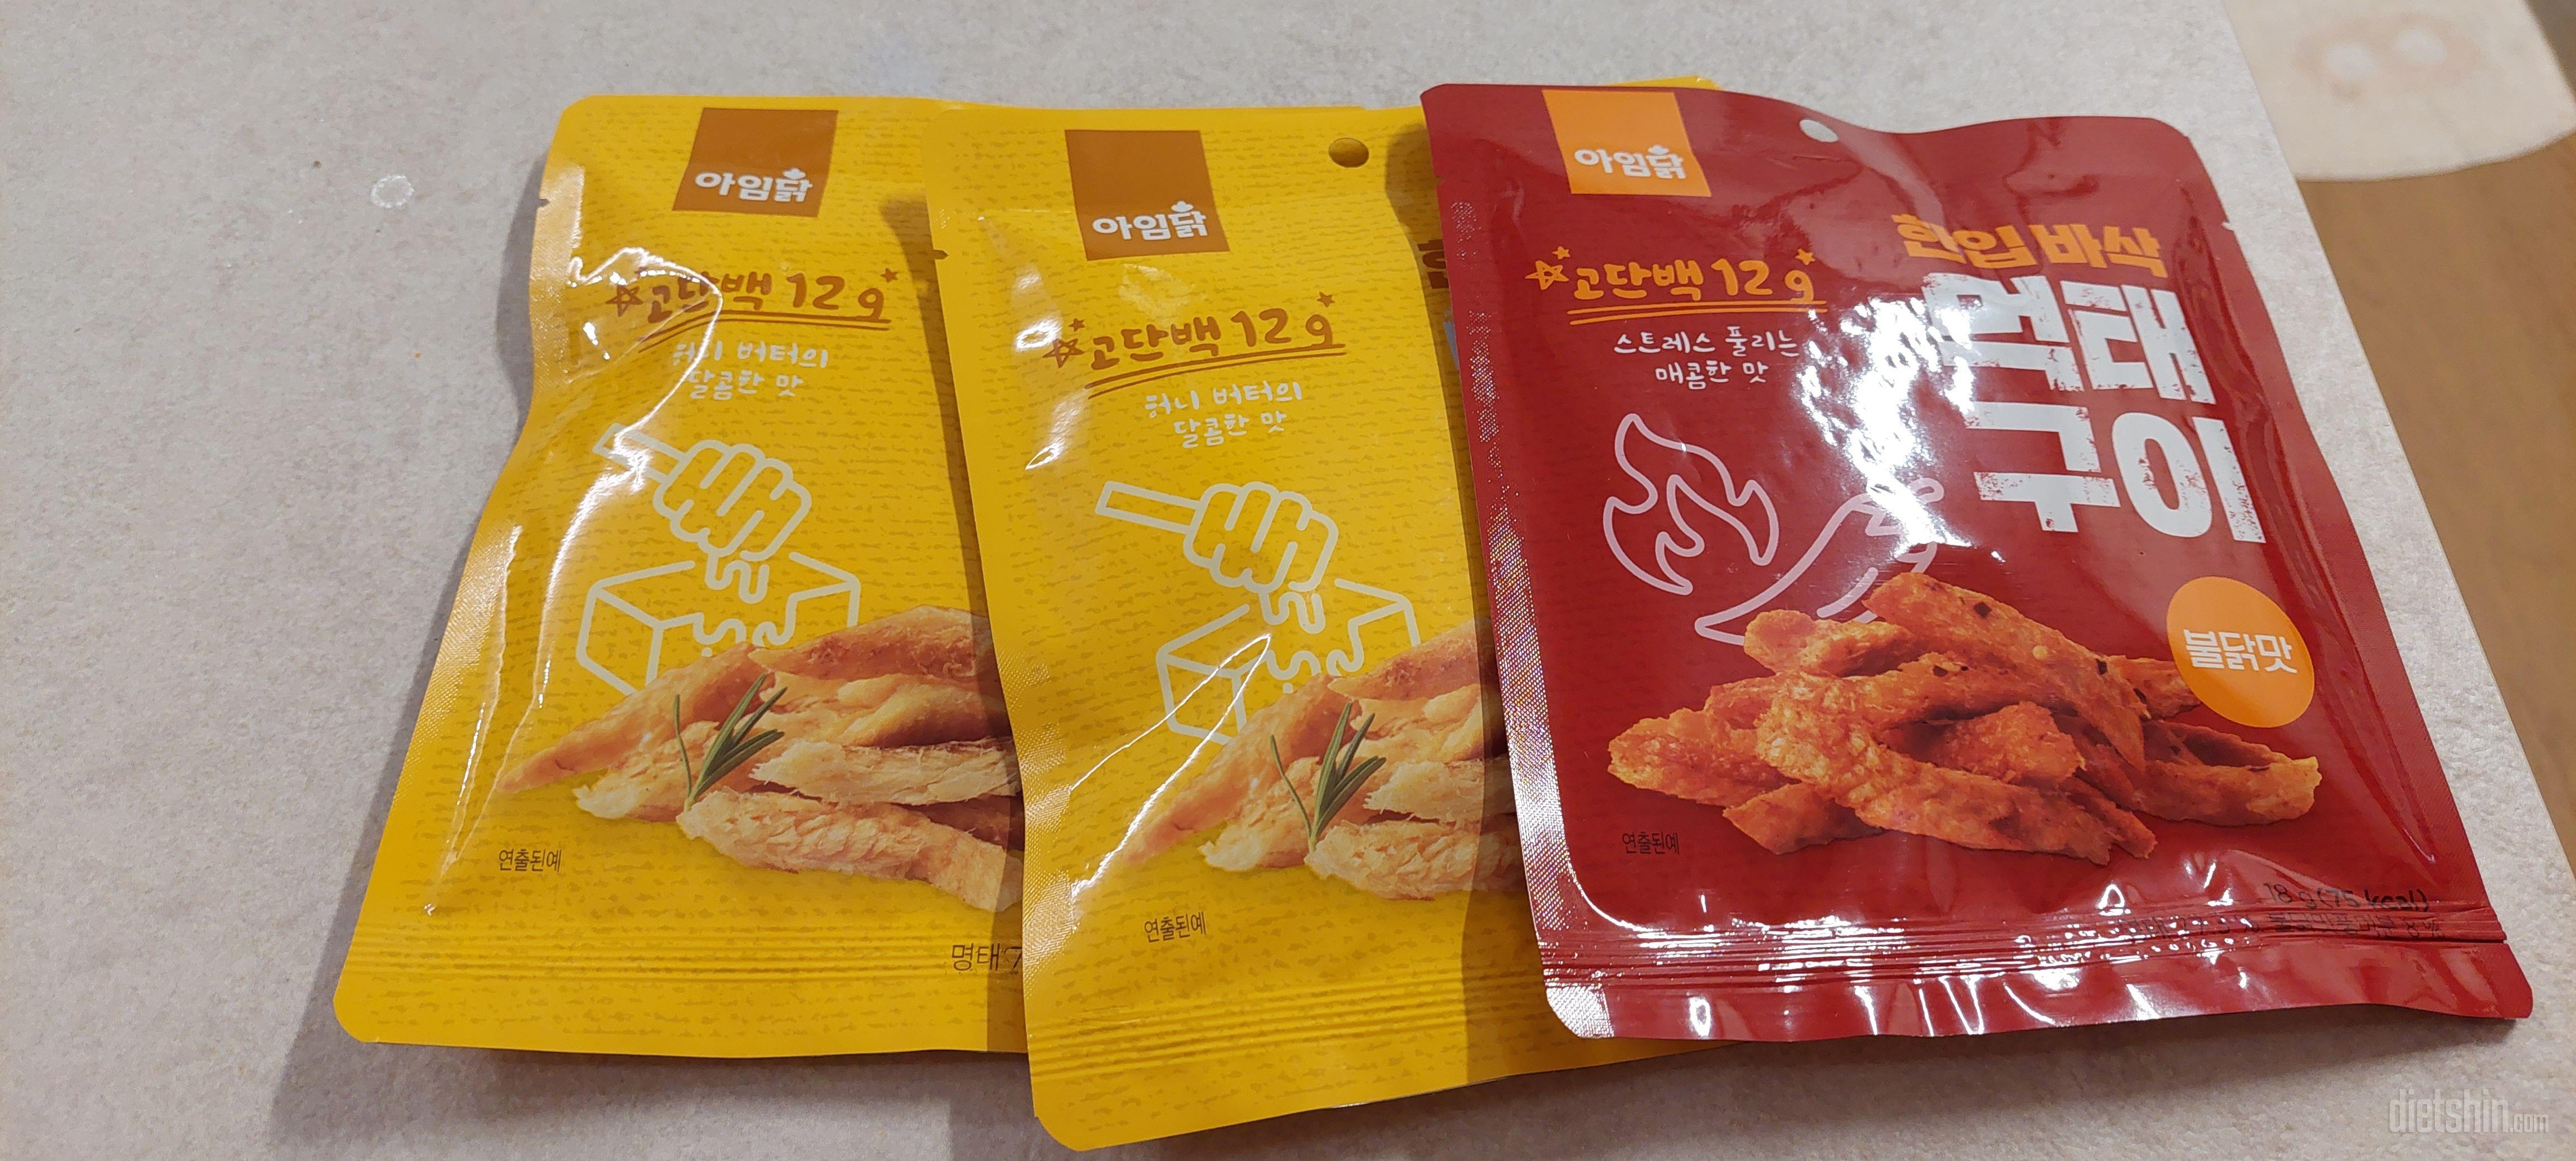 아임닭
고단백 12g
허니 버터의
달콤한 맛
연출된예
명태 7
아임닭
고단백 12g
허니 버터의
달콤한 맛
연출된예
아임닭
고단백 12g
스트레스 풀리는
매콤한 맛
한입 바삭
먹태
구이
불닭맛
연출된예
18 g (75 kcal)
dietshin.com